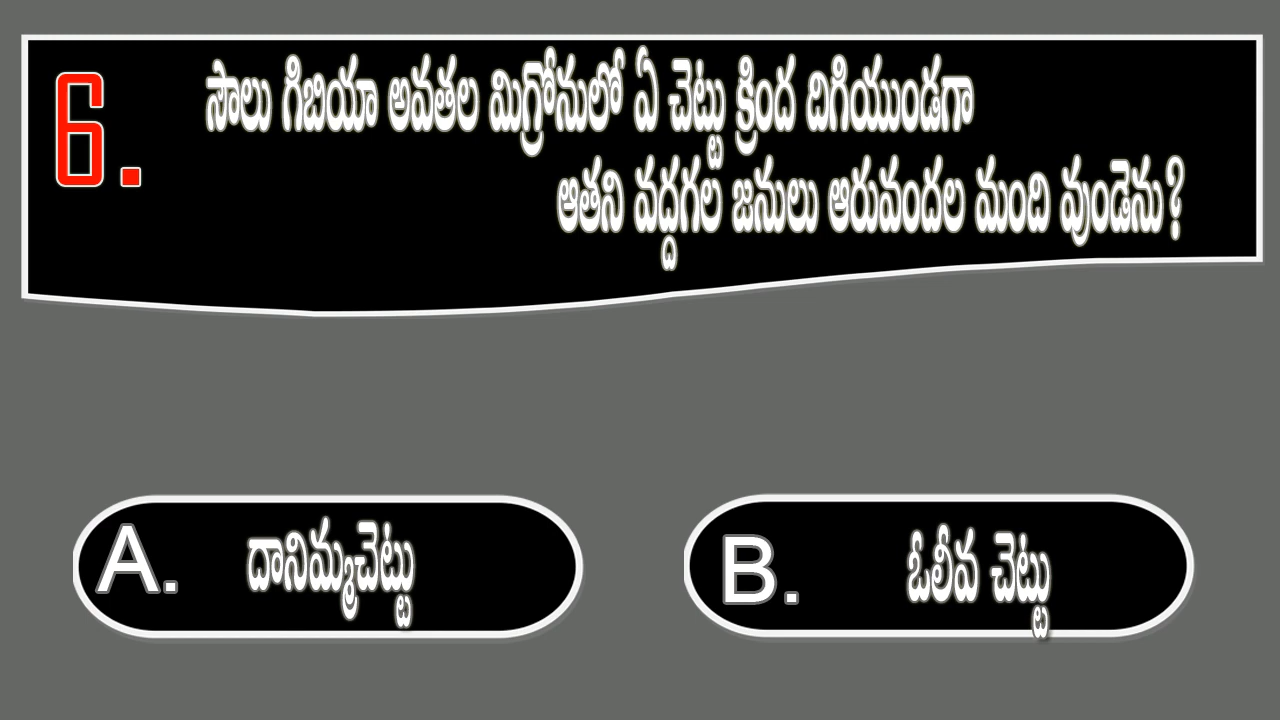 6. సౌలు గిబియా అవతల మిగ్రోనులో ఏ చెట్టు క్రింద దిగియుండగా
ఆతని వద్దగల జనులు ఆరువందల మంది వుండెను?
A. దానిమ్మచెట్టు
B. ఓలీవ చెట్టు